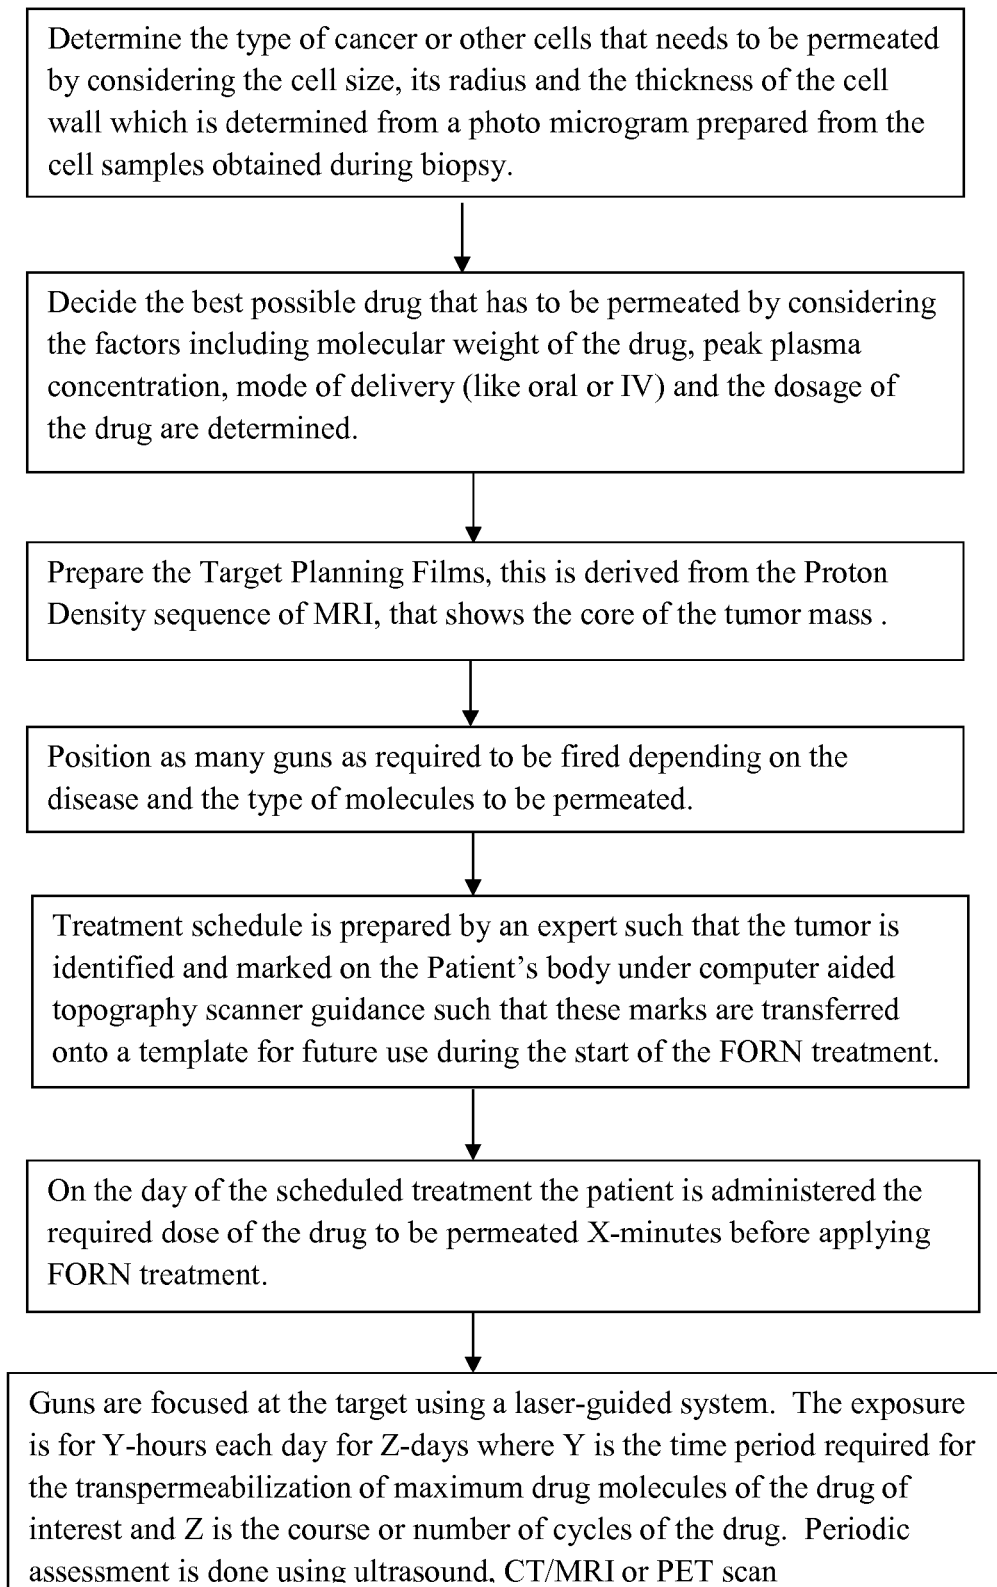 Determine the type of cancer or other cells that needs to be permeated
by considering the cell size, its radius and the thickness of the cell
wall which is determined from a photo microgram prepared from the
cell samples obtained during biopsy.
Decide the best possible drug that has to be permeated by considering
the factors including molecular weight of the drug, peak plasma
concentration, mode of delivery (like oral or IV) and the dosage of
the drug are determined.
Prepare the Target Planning Films, this is derived from the Proton
Density sequence of MRI, that shows the core of the tumor mass .
Position as many guns as required to be fired depending on the
disease and the type of molecules to be permeated.
Treatment schedule is prepared by an expert such that the tumor is
identified and marked on the Patient’s body under computer aided
topography scanner guidance such that these marks are transferred
onto a template for future use during the start of the FORN treatment.
On the day of the scheduled treatment the patient is administered the
required dose of the drug to be permeated X-minutes before applying
FORN treatment.
Guns are focused at the target using a laser-guided system.  The exposure
is for Y-hours each day for Z-days where Y is the time period required for
the transpermeabilization of maximum drug molecules of the drug of
interest and Z is the course or number of cycles of the drug.  Periodic
assessment is done using ultrasound, CT/MRI or PET scan